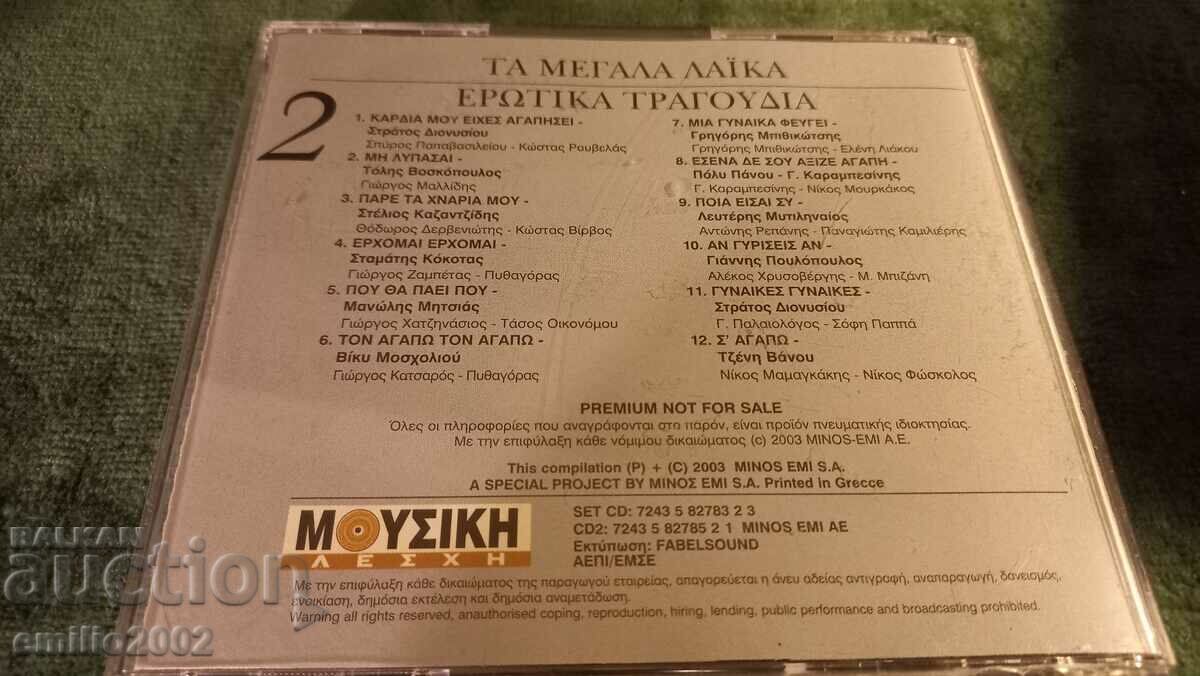 ΤΑ ΜΕΓΑΛΑ ΛΑΪΚΑ
ΕΡΩΤΙΚΑ ΤΡΑΓΟΥΔΙΑ
2
1. ΚΑΡΔΙΑ ΜΟΥ ΕΙΧΕΣ ΑΓΑΠΗΣΕΙ -
Στράτος Διονυσίου
Σπύρος Παπαβασιλείου - Κώστας Ρουβέλας
2. ΜΗ ΛΥΠΑΣΑΙ -
Τόλης Βοσκόπουλος
Γιώργος Μαλλίδης
3. ΠΑΡΕ ΤΑ ΧΝΑΡΙΑ ΜΟΥ -
Στέλιος Καζαντζίδης
Θόδωρος Δερβενιώτης - Κώστας Βίρβος
4. ΕΡΧΟΜΑΙ ΕΡΧΟΜΑΙ -
Σταμάτης Κόκοτας
Γιώργος Ζαμπέτας - Πυθαγόρας
5. ΠΟΥ ΘΑ ΠΑΕΙ ΠΟΥ -
Μανώλης Μητσιάς
Γιώργος Χατζηνάσιος - Τάσος Οικονόμου
6. ΤΟΝ ΑΓΑΠΩ ΤΟΝ ΑΓΑΠΩ -
Βίκυ Μοσχολιού
Γιώργος Κατσαρός - Πυθαγόρας
7. ΜΙΑ ΓΥΝΑΙΚΑ ΦΕΥΓΕΙ -
Γρηγόρης Μπιθικώτσης
Γρηγόρης Μπιθικώτσης - Ελένη Λιάκου
8. ΕΣΕΝΑ ΔΕ ΣΟΥ ΑΞΙΖΕ ΑΓΑΠΗ -
Πόλυ Πάνου - Γ. Καραμπεσίνης
Γ. Καραμπεσίνης - Νίκος Μουρκάκος
9. ΠΟΙΑ ΕΙΣΑΙ ΣΥ -
Λευτέρης Μυτιληναίος
Αντώνης Ρεπάνης - Παναγιώτης Καμιλιέρης
10. ΑΝ ΓΥΡΙΣΕΙΣ ΑΝ -
Γιάννης Πουλόπουλος
Αλέκος Χρυσοβέργης - Μ. Μπιζάνη
11. ΓΥΝΑΙΚΕΣ ΓΥΝΑΙΚΕΣ -
Στράτος Διονυσίου
Γ. Παλαιολόγος - Σόφη Παππά
12. Σ' ΑΓΑΠΩ -
Τζένη Βάνου
Νίκος Μαμαγκάκης - Νίκος Φώσκολος
PREMIUM NOT FOR SALE
Όλες οι πληροφορίες που αναγράφονται στο παρόν, είναι προϊόν πνευματικής ιδιοκτησίας.
Με την επιφύλαξη κάθε νόμιμου δικαιώματος (c) 2003 MINOS-EMI A.E.
This compilation (P) + (C) 2003 MINOS EMI S.A.
A SPECIAL PROJECT BY ΜΙΝΟΣ EMI S.A. Printed in Grecce
ΜΟΥΣΙΚΗ
ΛΕΣΧΗ
SET CD: 7243 5 82783 2 3
CD2: 7243 5 82785 2 1 MINOS EMI AE
Εκτύπωση: FABELSOUND
ΑΕΠΙ/ΕΜΣΕ
Με την επιφύλαξη κάθε δικαιώματος της παραγωγού εταιρείας, απαγορεύεται η άνευ αδείας αντιγραφή, αναπαραγωγή, δανεισμός,
ενοικίαση, δημόσια εκτέλεση και δημόσια αναμετάδοση.
Warning all rights reserved, anauthorised coping, reproduction, hiring, lending, public performance and broadcasting prohibited.
BALKAN
auction
emilio2002